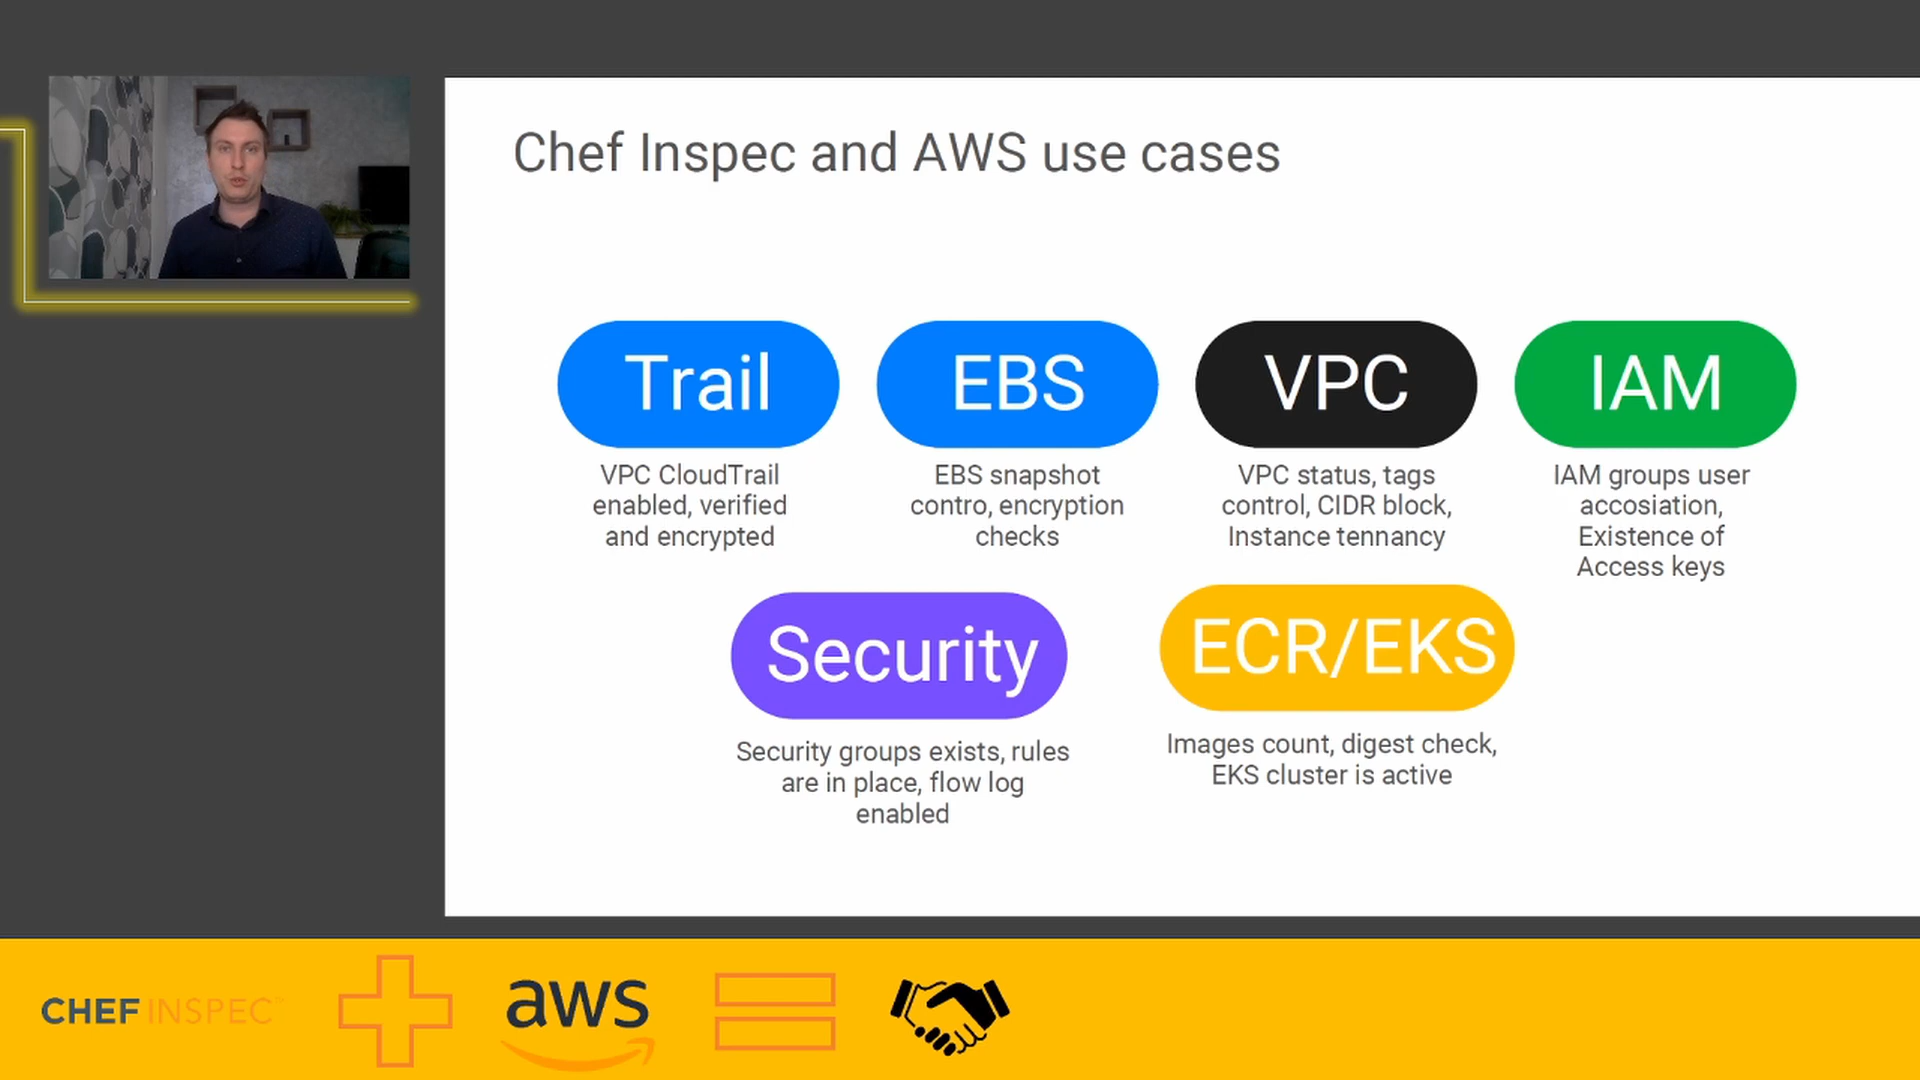 Chef Inspec and AWS use cases
Trail
EBS
VPC
IAM
VPC CloudTrail
enabled, verified
and encrypted
EBS snapshot
contro, encryption
checks
VPC status, tags
control, CIDR block,
Instance tennancy
IAM groups user
accosiation,
Existence of
Access keys
Security
ECR/EKS
Security groups exists, rules
are in place, flow log
enabled
Images count, digest check,
EKS cluster is active
CHEF INSPEC™
aws